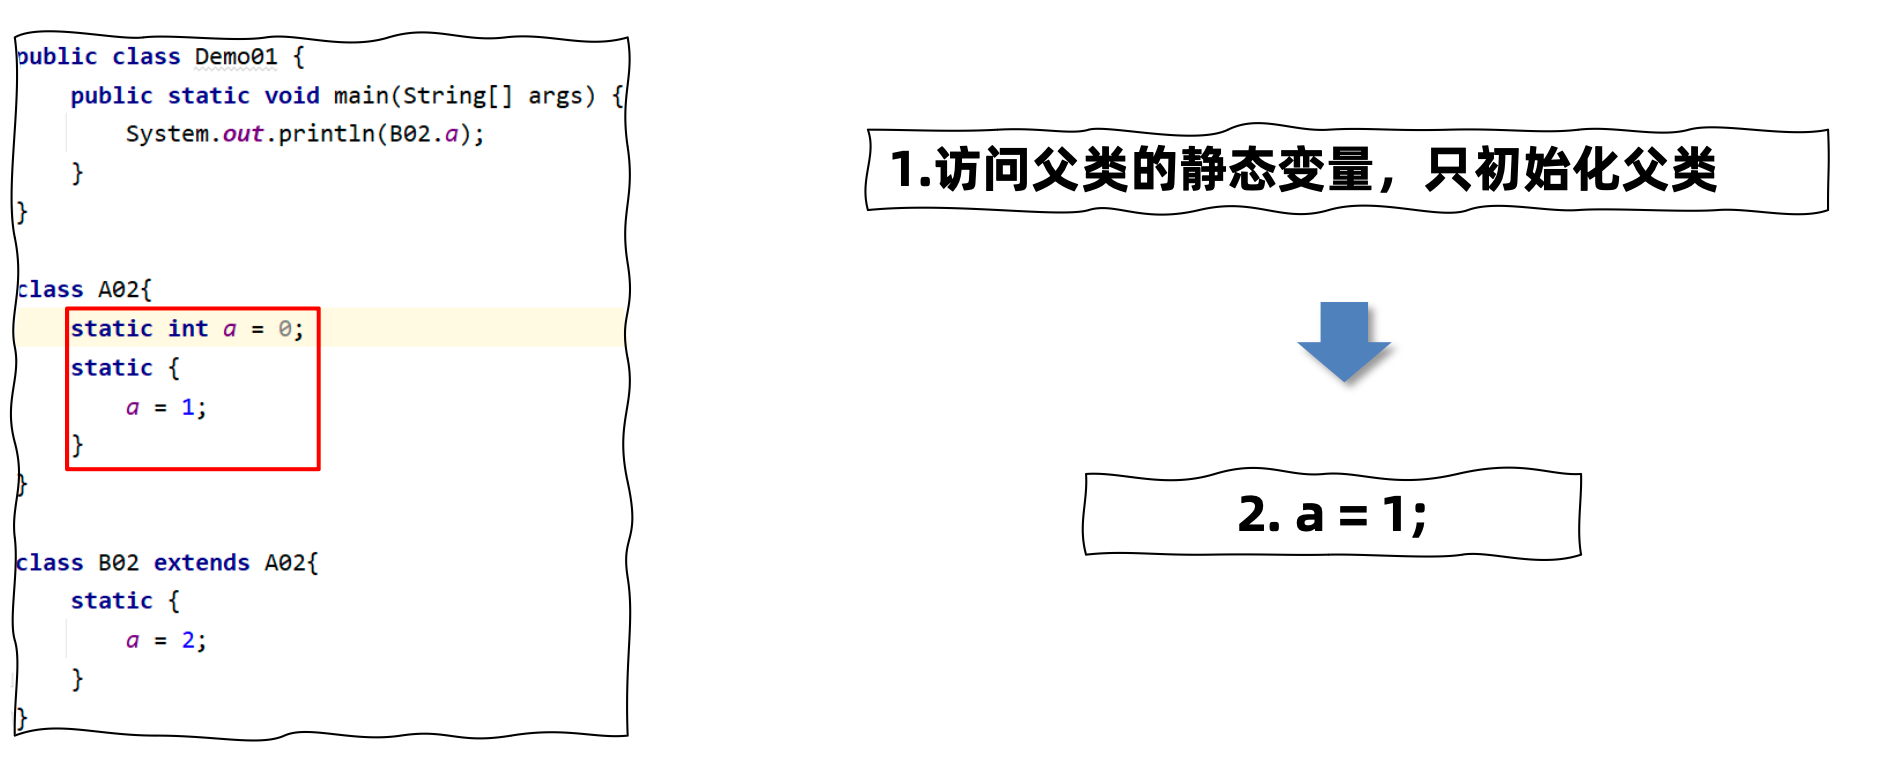 public class Demo01 {
    public static void main(String[] args) {
        System.out.println(B02.a);
    }
}
class A02{
    static int a = 0;
    static {
        a = 1;
    }
}
class B02 extends A02{
    static {
        a = 2;
    }
}
1.访问父类的静态变量，只初始化父类
2. a = 1;